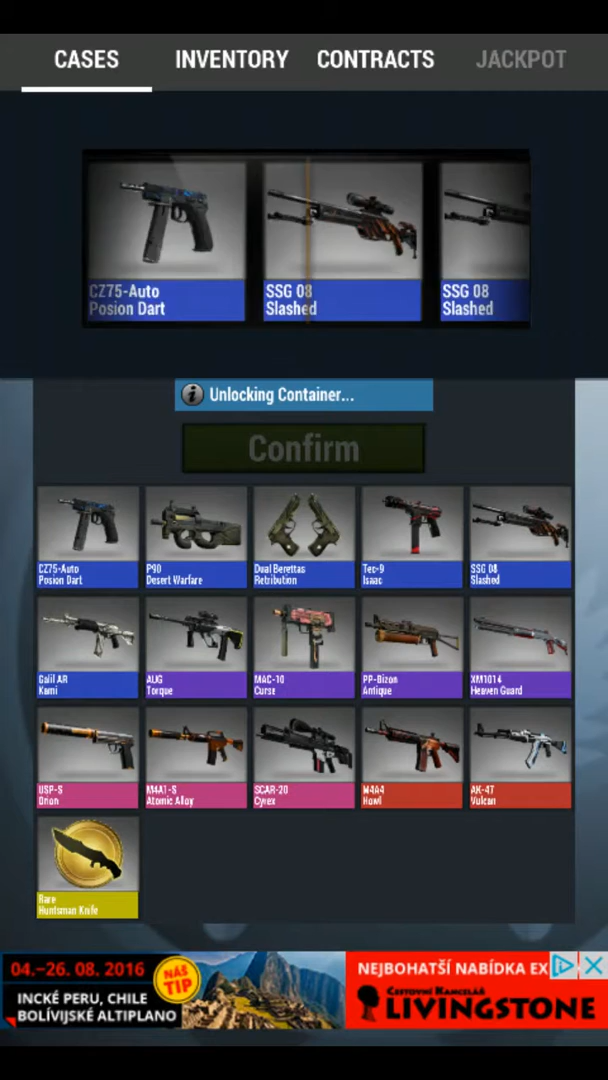 CASES INVENTORY CONTRACTS JACKPOT
CZ75-Auto
Posion Dart
SSG 08
Slashed
SSG 08
Slashed
Unlocking Container...
Confirm
CZ75-Auto
Posion Dart
P90
Desert Warfare
Dual Berettas
Retribution
Tec-9
Isaac
SSG 08
Slashed
Galil AR
Kami
AUG
Torque
MAC-10
Curse
PP-Bizon
Antique
XM1014
Heaven Guard
USP-S
Orion
M4A1-S
Atomic Alloy
SCAR-20
Cyrex
M4A4
Howl
AK-47
Vulcan
Rare
Huntsman Knife
04.–26. 08. 2016
INCKÉ PERU, CHILE
BOLÍVIJSKÉ ALTIPLANO
NÁŠ
TIP
NEJBOHATŠÍ NABÍDKA EX
CESTOVNÍ KANCELÁŘ
LIVINGSTONE